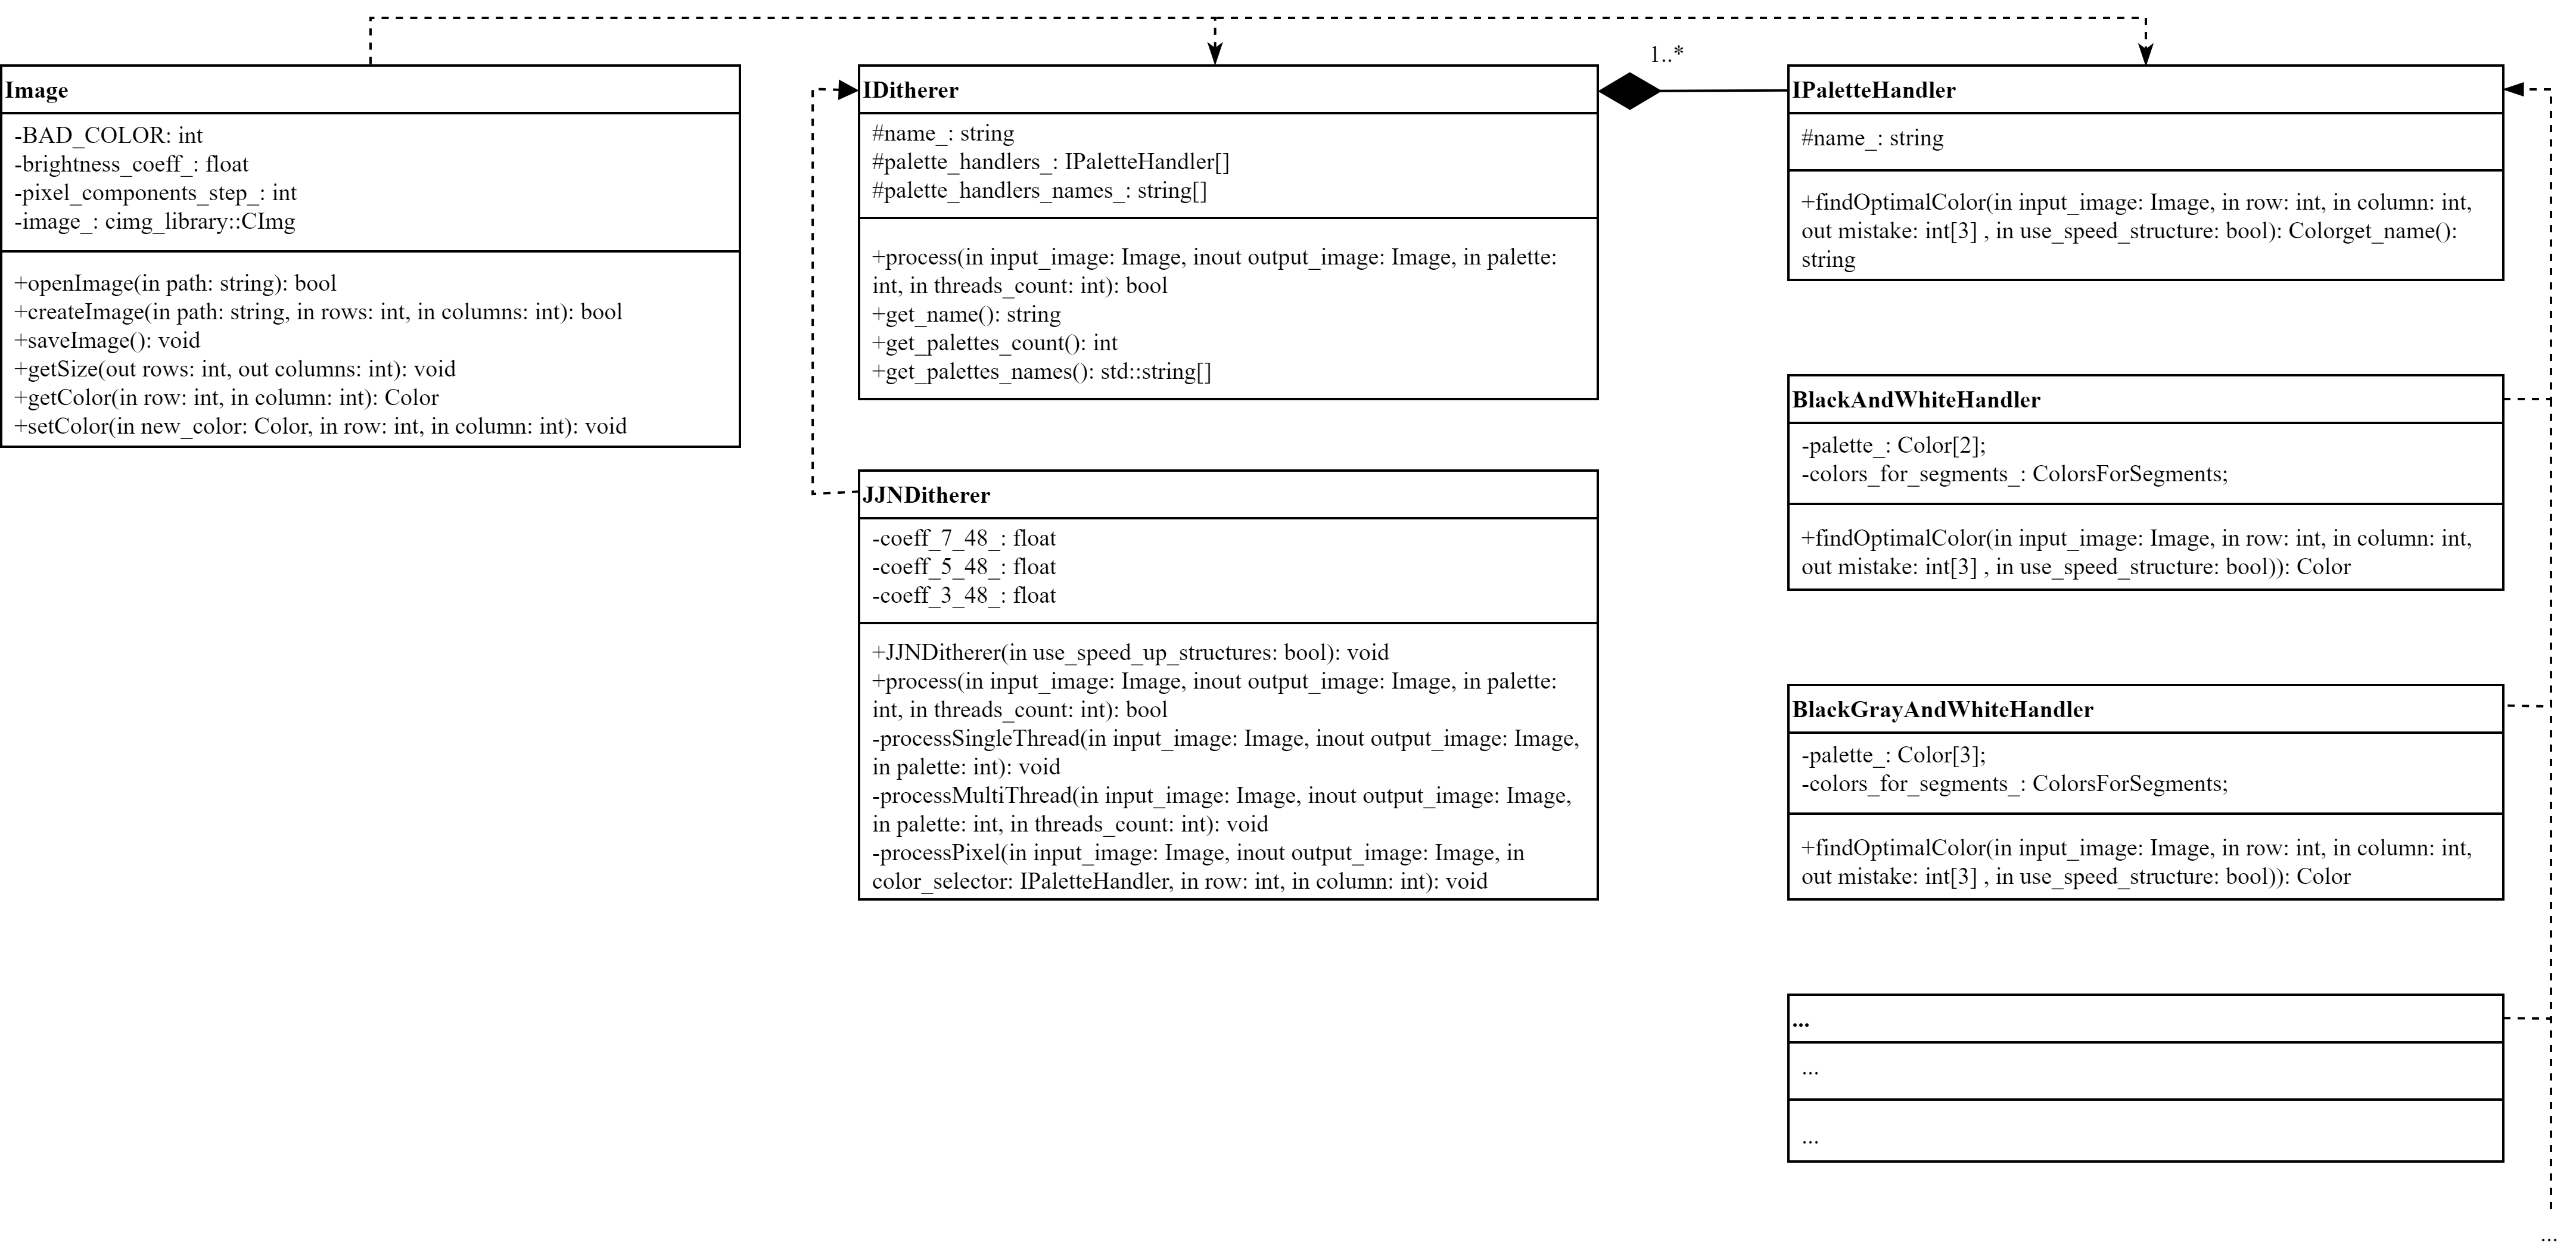 1..*
Image
-BAD_COLOR: int
-brightness_coeff_: float
-pixel_components_step_: int
-image_: cimg_library::CImg
+openImage(in path: string): bool
+createImage(in path: string, in rows: int, in columns: int): bool
+saveImage(): void
+getSize(out rows: int, out columns: int): void
+getColor(in row: int, in column: int): Color
+setColor(in new_color: Color, in row: int, in column: int): void
IDitherer
#name_: string
#palette_handlers_: IPaletteHandler[]
#palette_handlers_names_: string[]
+process(in input_image: Image, inout output_image: Image, in palette:
int, in threads_count: int): bool
+get_name(): string
+get_palettes_count(): int
+get_palettes_names(): std::string[]
JJNDitherer
-coeff_7_48_: float
-coeff_5_48_: float
-coeff_3_48_: float
+JJNDitherer(in use_speed_up_structures: bool): void
+process(in input_image: Image, inout output_image: Image, in palette:
int, in threads_count: int): bool
-processSingleThread(in input_image: Image, inout output_image: Image,
in palette: int): void
-processMultiThread(in input_image: Image, inout output_image: Image,
in palette: int, in threads_count: int): void
-processPixel(in input_image: Image, inout output_image: Image, in
color_selector: IPaletteHandler, in row: int, in column: int): void
IPaletteHandler
#name_: string
+findOptimalColor(in input_image: Image, in row: int, in column: int,
out mistake: int[3] , in use_speed_structure: bool): Colorget_name():
string
BlackAndWhiteHandler
-palette_: Color[2];
-colors_for_segments_: ColorsForSegments;
+findOptimalColor(in input_image: Image, in row: int, in column: int,
out mistake: int[3] , in use_speed_structure: bool)): Color
BlackGrayAndWhiteHandler
-palette_: Color[3];
-colors_for_segments_: ColorsForSegments;
+findOptimalColor(in input_image: Image, in row: int, in column: int,
out mistake: int[3] , in use_speed_structure: bool)): Color
...
...
...
...